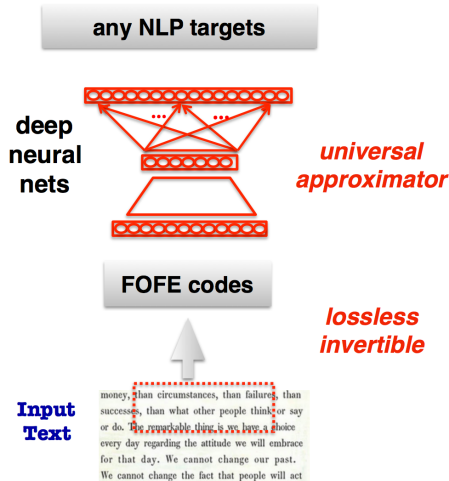 any NLP targets
...
...
deep
neural
nets
universal
approximator
FOFE codes
lossless
invertible
Input
Text
money, than circumstances, than failures, than
successes, than what other people think or say
or do. The remarkable thing is we have a choice
every day regarding the attitude we will embrace
for that day. We cannot change our past.
We cannot change the fact that people will act